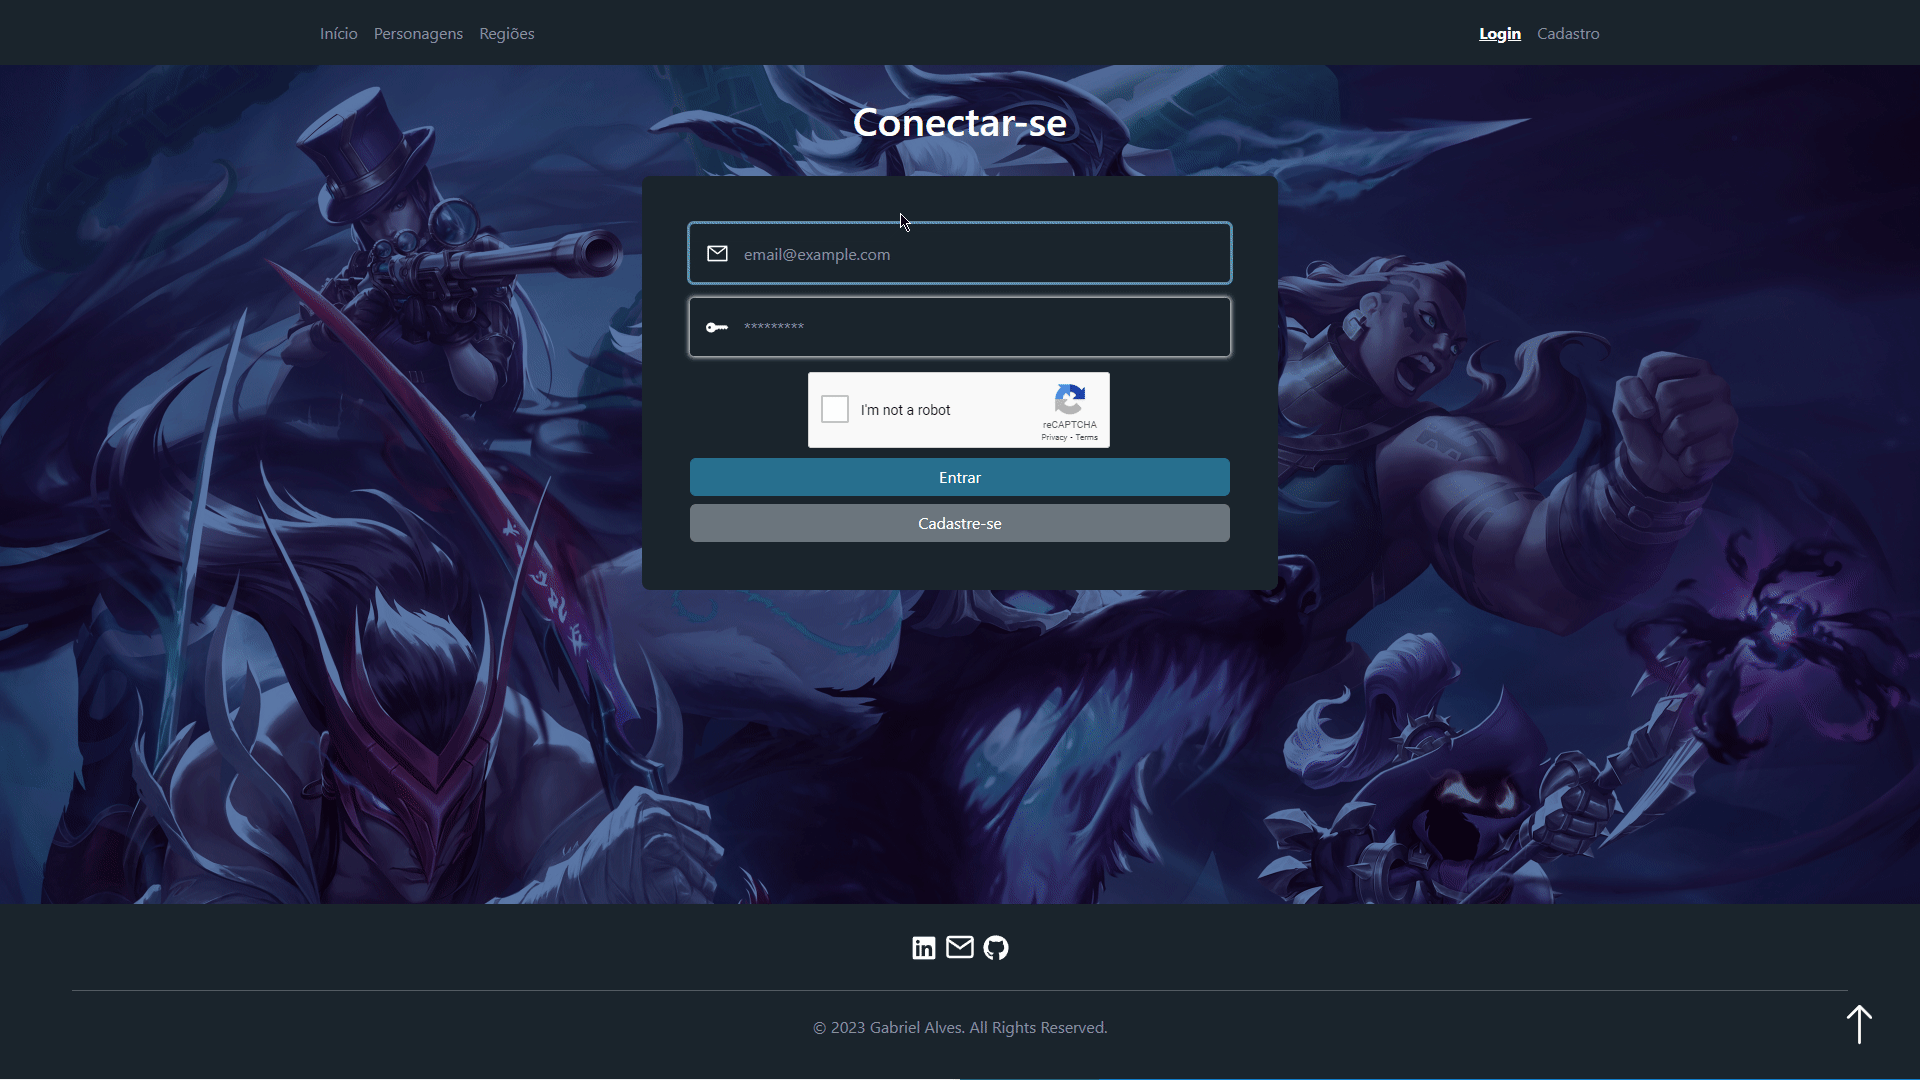 Início Personagens Regiões Login Cadastro
Conectar-se
email@example.com
*********
I'm not a robot
reCAPTCHA
Privacy - Terms
Entrar
Cadastre-se
in
© 2023 Gabriel Alves. All Rights Reserved.